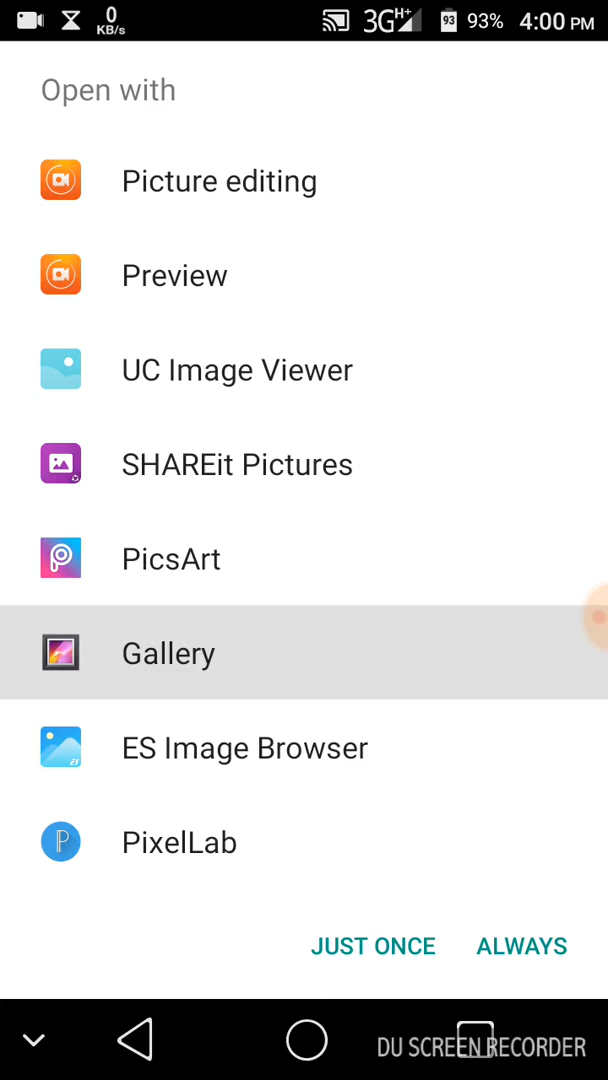 0
KB/s
3G H+
93
93%
4:00 PM
Open with
Picture editing
Preview
UC Image Viewer
SHAREit Pictures
PicsArt
Gallery
ES Image Browser
PixelLab
JUST ONCE
ALWAYS
DU SCREEN RECORDER